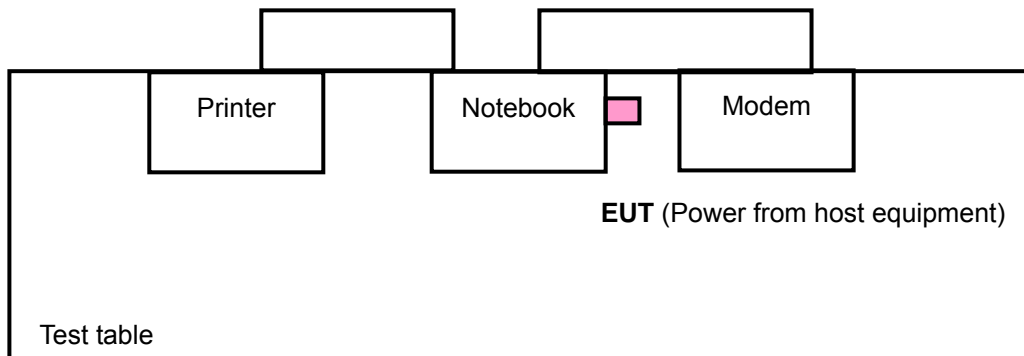 Printer
Notebook
Modem
EUT (Power from host equipment)
Test table